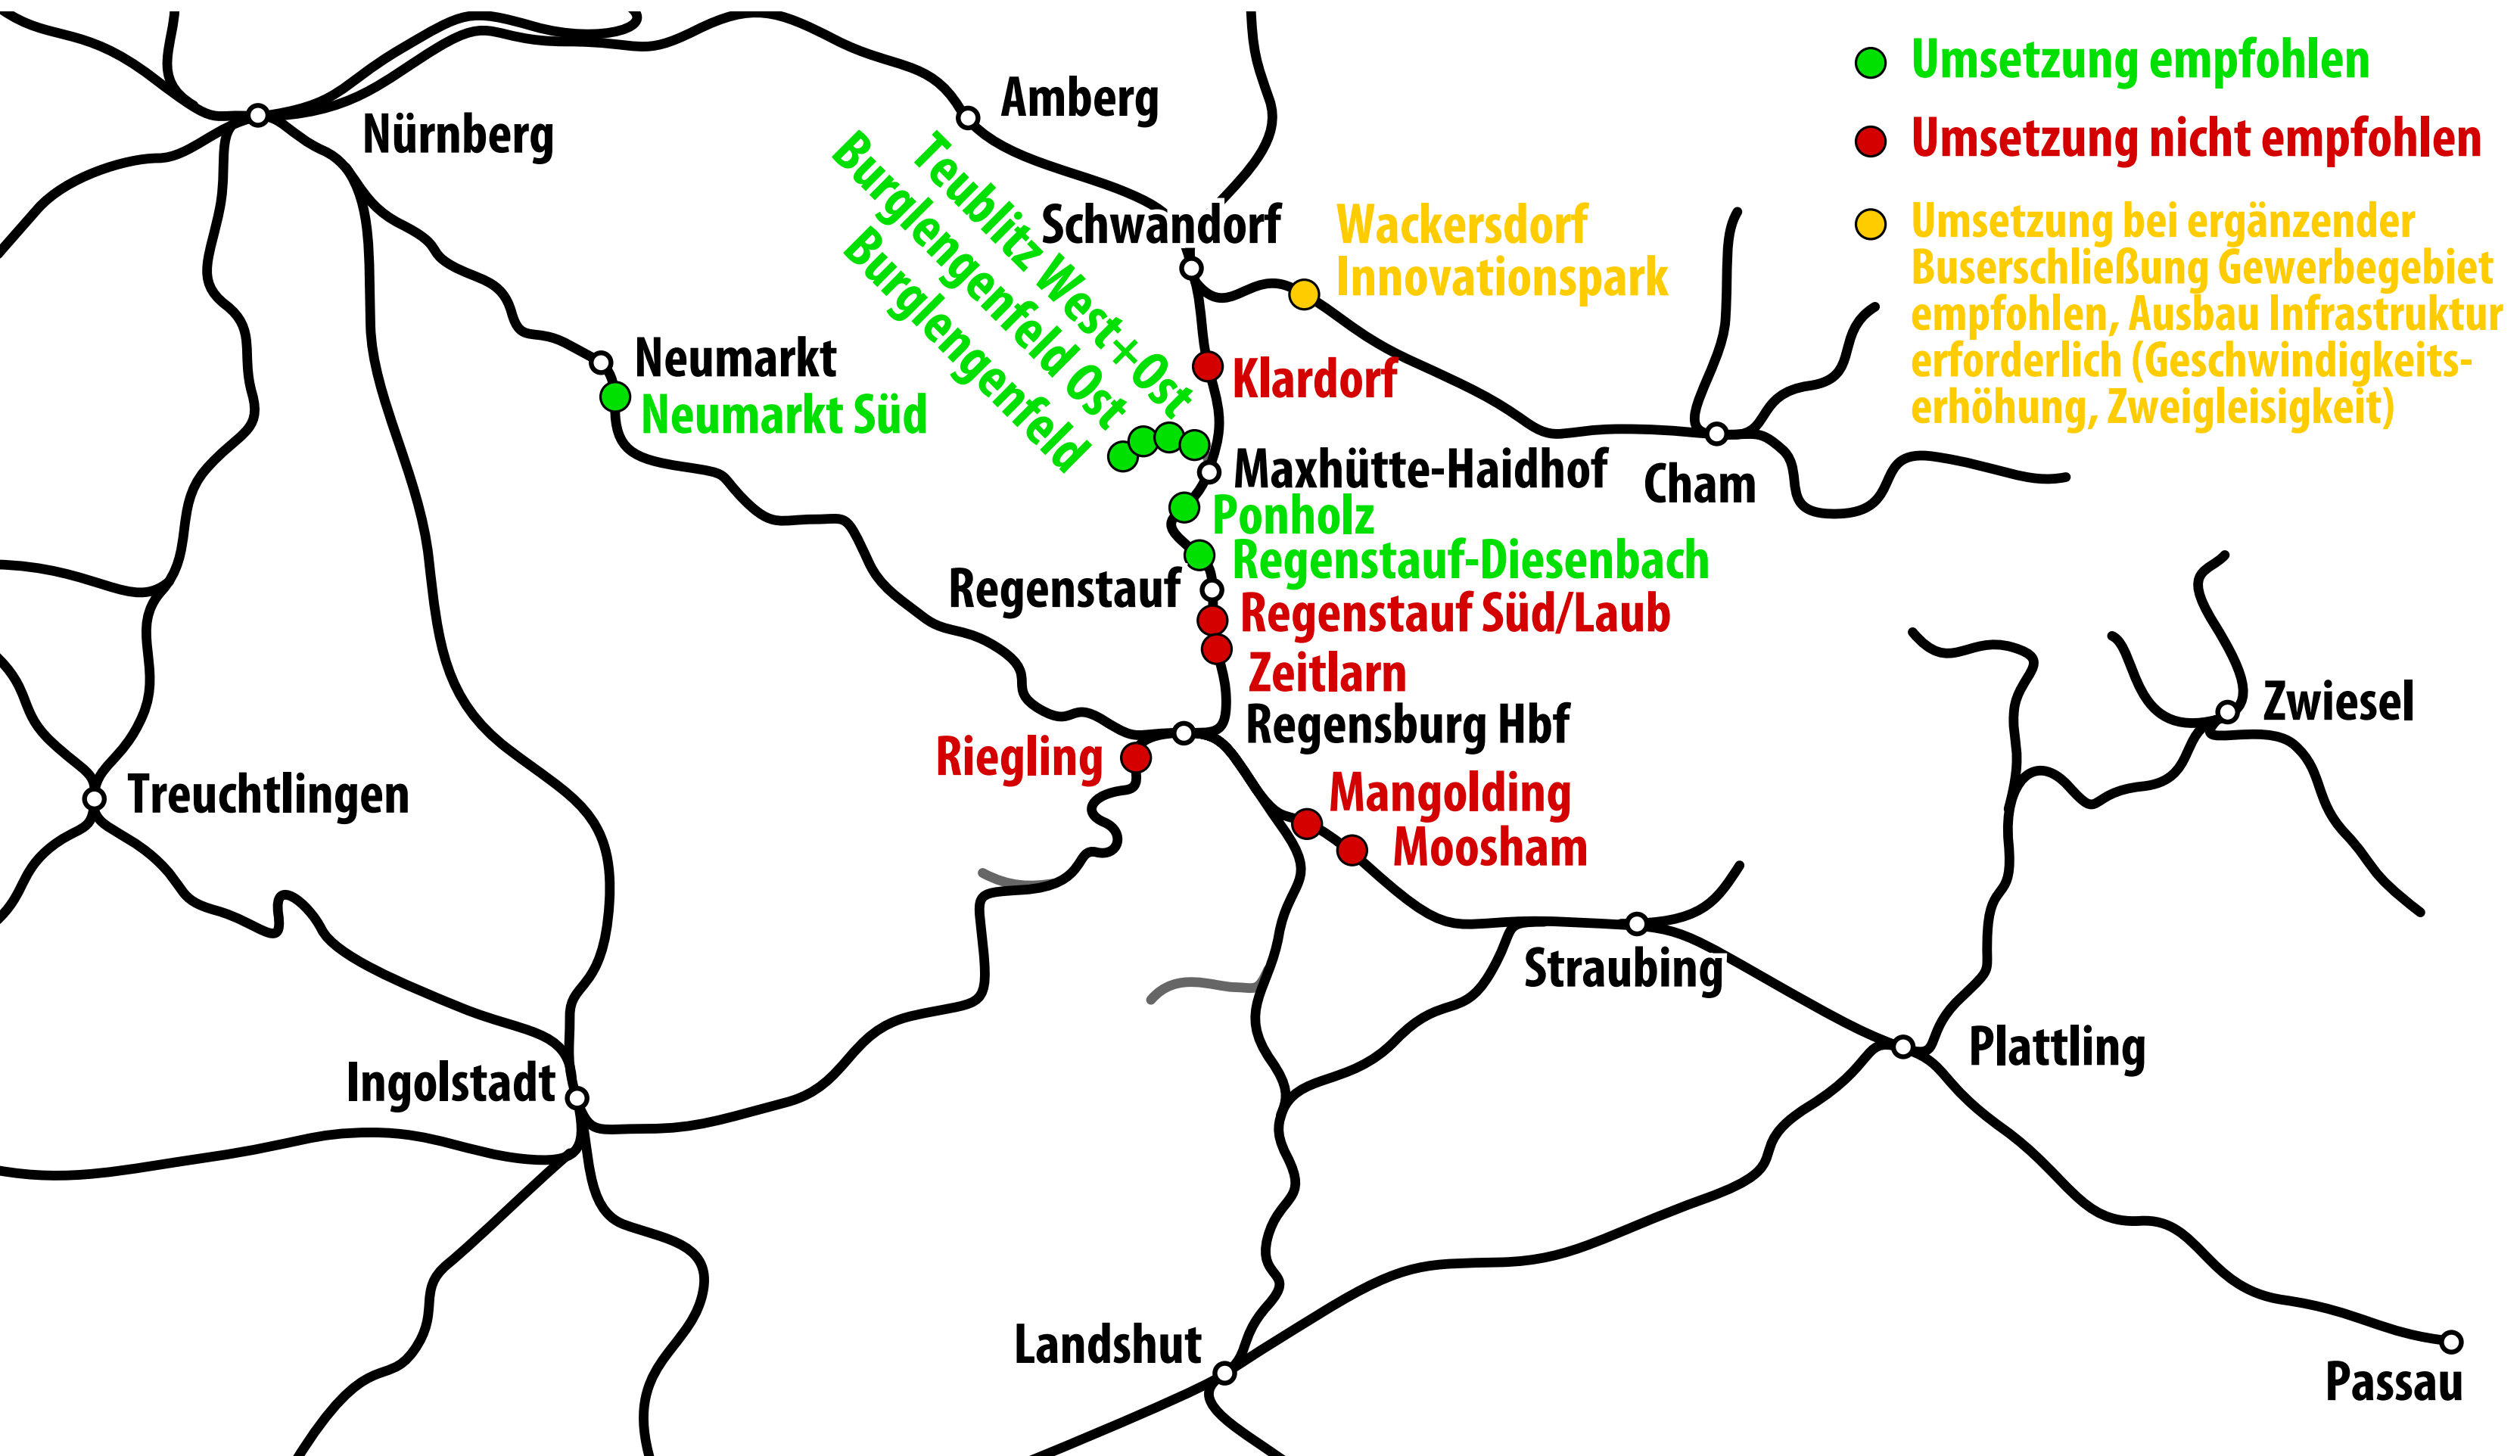 Umsetzung empfohlen
Umsetzung nicht empfohlen
Umsetzung bei ergänzender
Buserschließung Gewerbegebiet
empfohlen, Ausbau Infrastruktur
erforderlich (Geschwindigkeits-
erhöhung, Zweigleisigkeit)
Amberg
Nürnberg
Teublitz West+Ost
Burglengenfeld Ost
Burglengenfeld
Schwandorf
Wackersdorf
Innovationspark
Neumarkt
Neumarkt Süd
Klardorf
Maxhütte-Haidhof
Cham
Ponholz
Regenstauf-Diesenbach
Regenstauf
Regenstauf Süd/Laub
Zeitlarn
Zwiesel
Regensburg Hbf
Riegling
Treuchtlingen
Mangolding
Moosham
Straubing
Plattling
Ingolstadt
Landshut
Passau